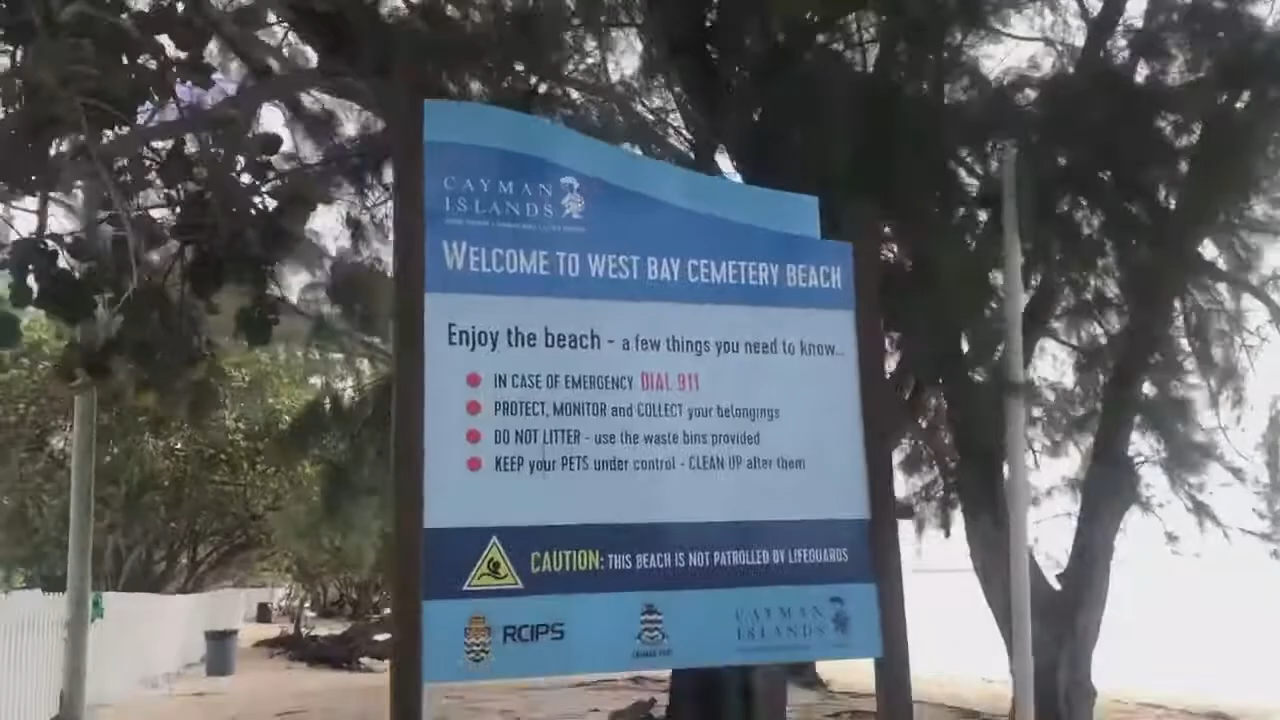 CAYMAN
ISLANDS
WELCOME TO WEST BAY CEMETERY BEACH
Enjoy the beach - a few things you need to know...
IN CASE OF EMERGENCY DIAL 911
PROTECT, MONITOR and COLLECT your belongings
DO NOT LITTER - use the waste bins provided
KEEP your PETS under control - CLEAN UP after them
CAUTION: THIS BEACH IS NOT PATROLLED BY LIFEGUARDS
RCIPS
CAYMAN
ISLANDS